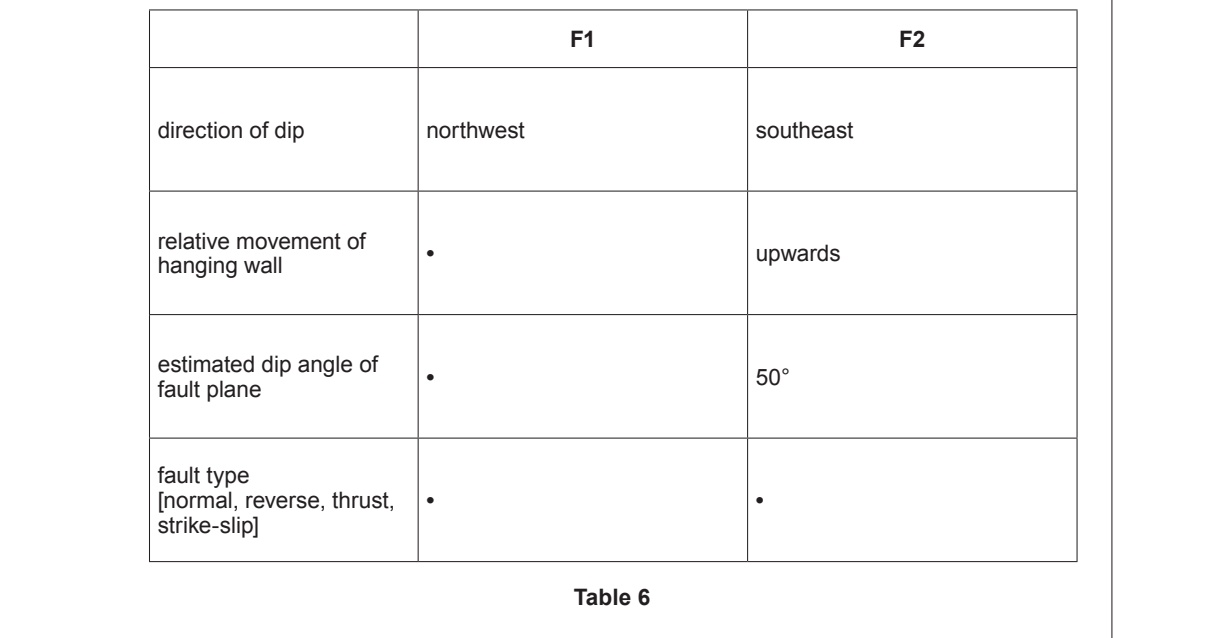 F1 F2
direction of dip northwest southeast
relative movement of
hanging wall • upwards
estimated dip angle of
fault plane • 50°
fault type
[normal, reverse, thrust, • •
strike-slip]
Table 6